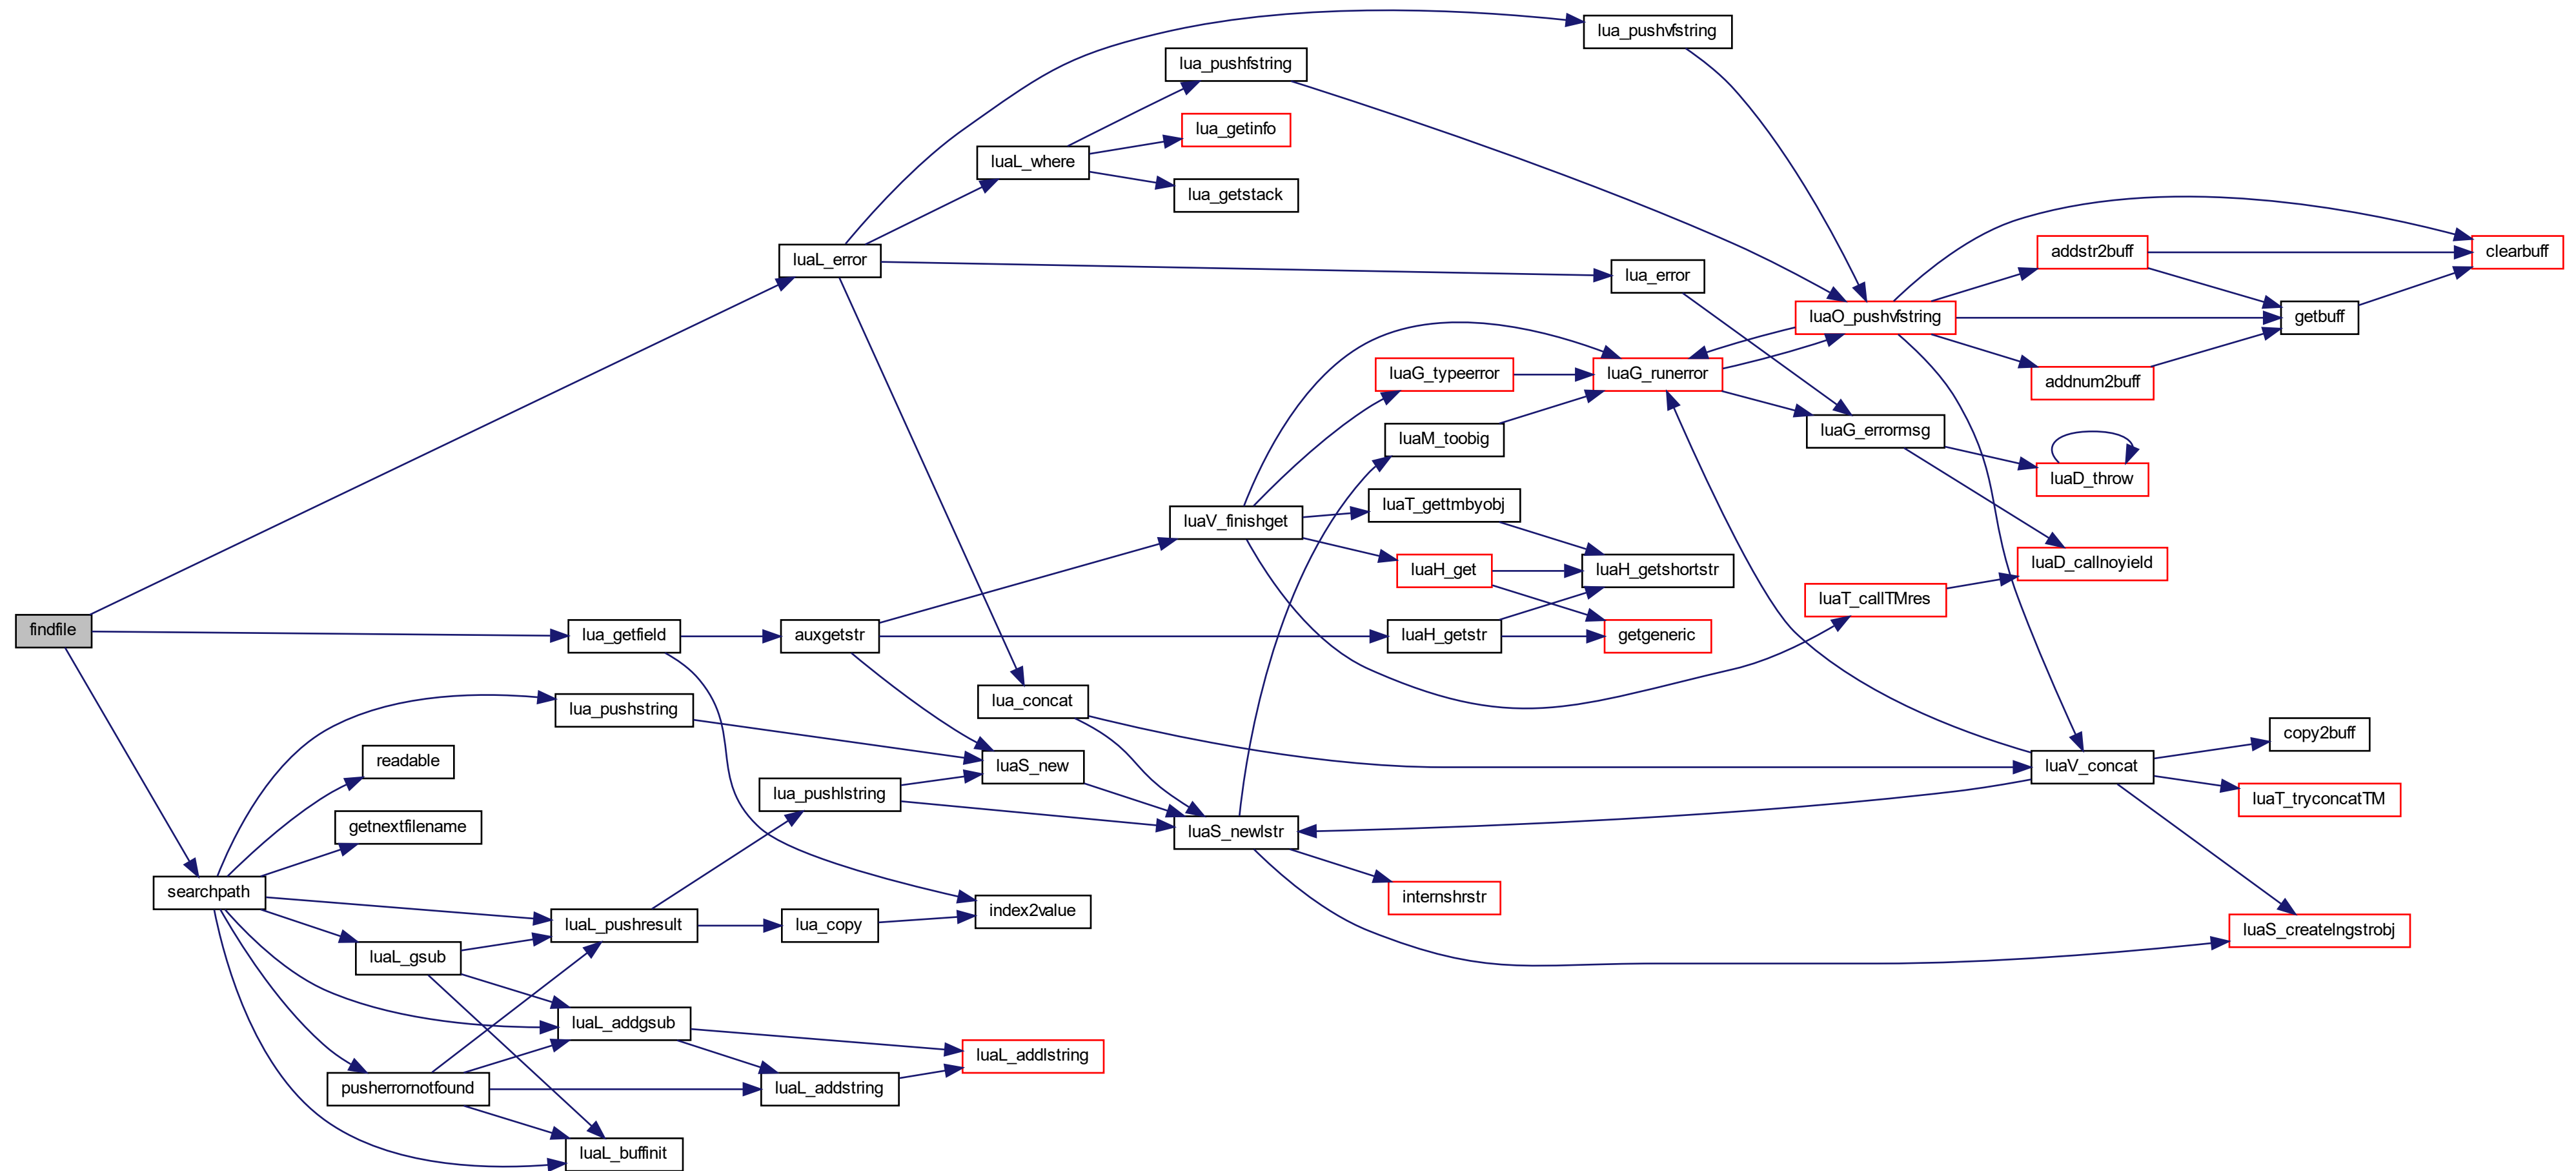 lua_pushvfstring
lua_pushfstring
lua_getinfo
luaL_where
lua_getstack
luaL_error
lua_error
addstr2buff
clearbuff
luaO_pushvfstring
getbuff
luaG_typeerror
luaG_runerror
addnum2buff
luaM_toobig
luaG_errormsg
luaD_throw
luaT_gettmbyobj
luaV_finishget
luaH_get
luaH_getshortstr
luaD_callnoyield
luaT_callTMres
findfile
lua_getfield
auxgetstr
luaH_getstr
getgeneric
lua_pushstring
lua_concat
copy2buff
readable
luaS_new
luaV_concat
lua_pushlstring
luaT_tryconcatTM
getnextfilename
luaS_newlstr
searchpath
internshrstr
luaL_pushresult
lua_copy
index2value
luaL_gsub
luaS_createlngstrobj
luaL_addgsub
luaL_addlstring
pusherrornotfound
luaL_addstring
luaL_buffinit